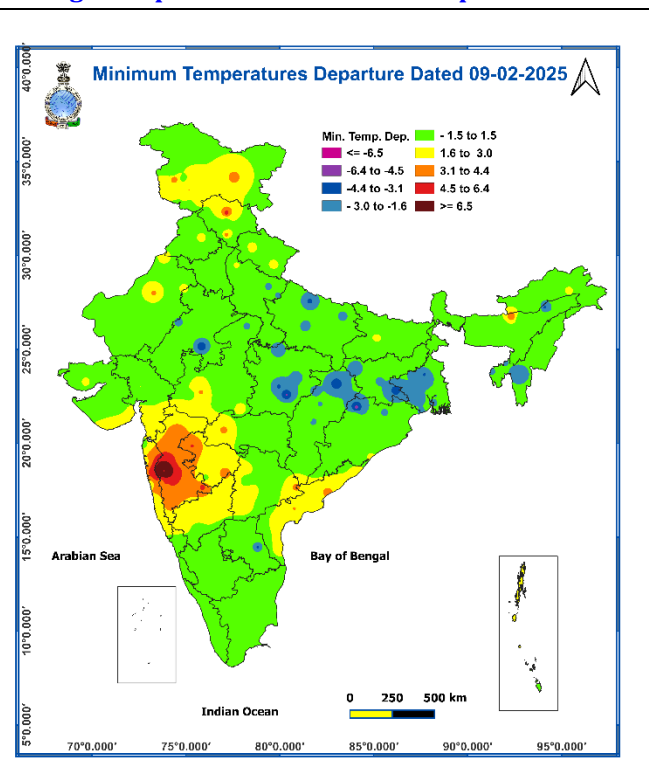 Minimum Temperatures Departure Dated 09-02-2025
Min. Temp. Dep.
<= -6.5
-6.4 to -4.5
-4.4 to -3.1
- 3.0 to -1.6
- 1.5 to 1.5
1.6 to 3.0
3.1 to 4.4
4.5 to 6.4
>= 6.5
40°0.000'
35°0.000'
30°0.000'
25°0.000'
20°0.000'
15°0.000'
10°0.000'
5°0.000'
Arabian Sea
Bay of Bengal
Indian Ocean
0 250 500 km
70°0.000' 75°0.000' 80°0.000' 85°0.000' 90°0.000' 95°0.000'